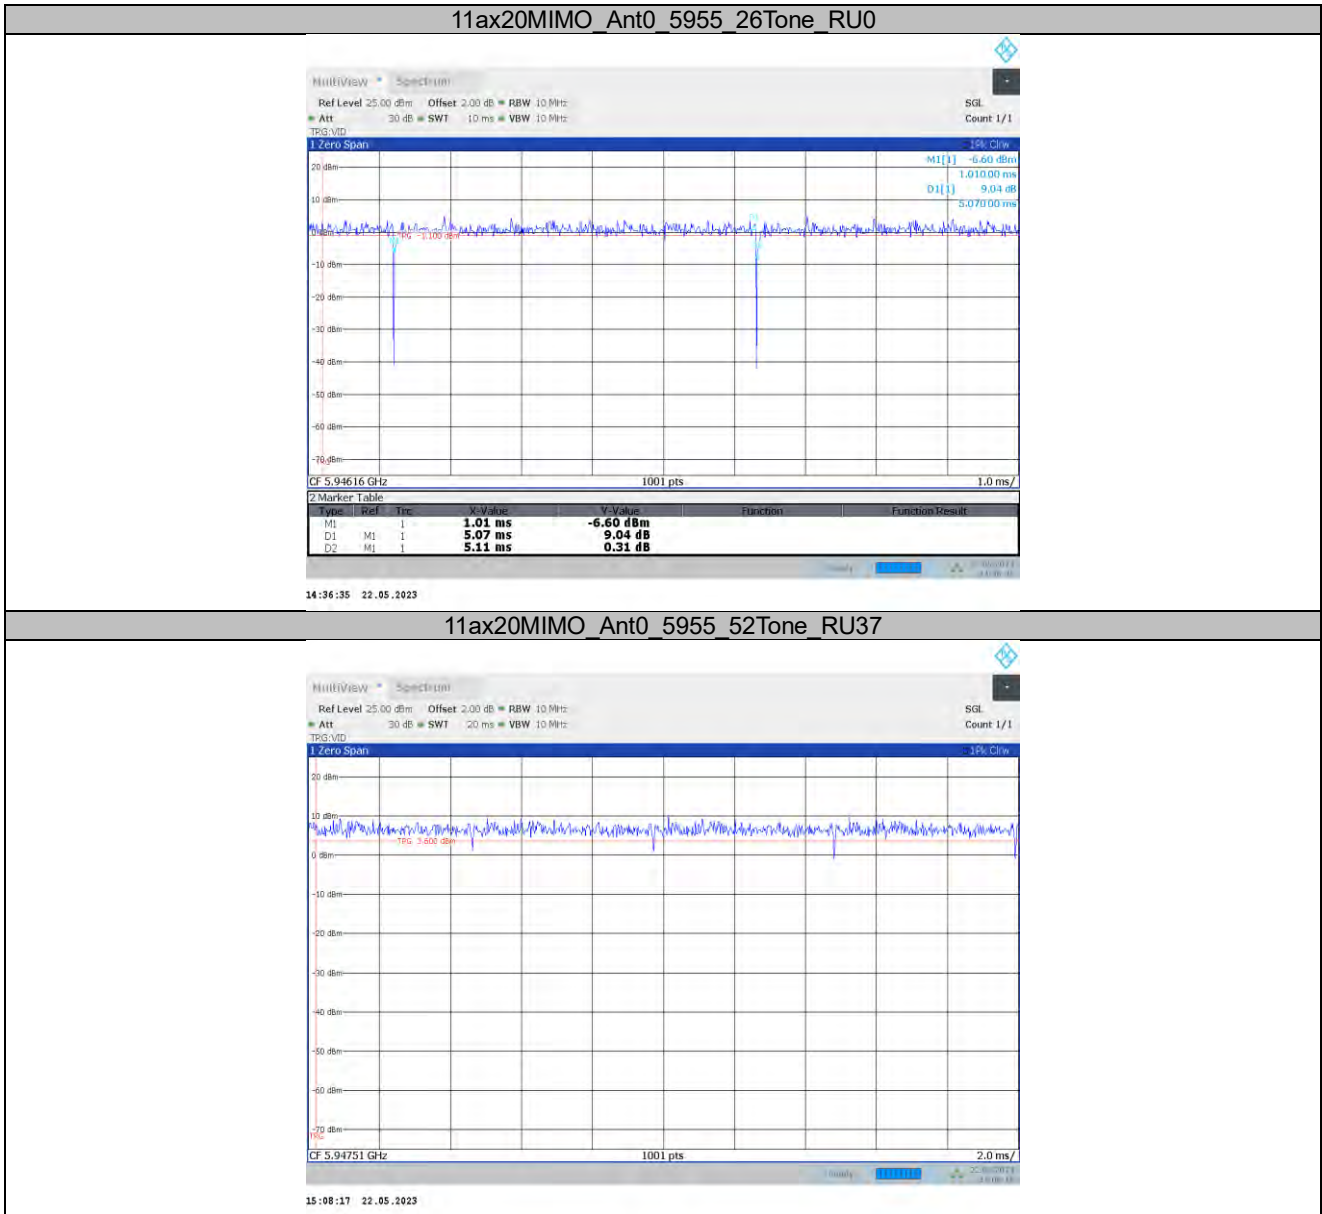 11ax20MIMO_Ant0_5955_26Tone_RU0
MultiView Spectrum
Ref Level 25.00 dBm Offset 2.00 dB RBW 10 MHz SGL
Att 30 dB SWT 10 ms VBW 10 MHz Count 1/1
TRG:VID
1 Zero Span 1Pk Clrw
M1[1] -6.60 dBm
20 dBm
1.01000 ms
D1[1] 9.04 dB
10 dBm
5.07000 ms
0 dBm
TRG -1.100 dBm
-10 dBm
-20 dBm
-30 dBm
-40 dBm
-50 dBm
-60 dBm
-70 dBm
TRG
CF 5.94616 GHz 1001 pts 1.0 ms/
2 Marker Table
Type Ref Trc X-Value Y-Value Function Function Result
M1 1 1.01 ms -6.60 dBm
D1 M1 1 5.07 ms 9.04 dB
D2 M1 1 5.11 ms 0.31 dB
14:36:35 22.05.2023
11ax20MIMO_Ant0_5955_52Tone_RU37
MultiView Spectrum
Ref Level 25.00 dBm Offset 2.00 dB RBW 10 MHz SGL
Att 30 dB SWT 20 ms VBW 10 MHz Count 1/1
TRG:VID
1 Zero Span 1Pk Clrw
20 dBm
10 dBm
TRG 3.600 dBm
0 dBm
-10 dBm
-20 dBm
-30 dBm
-40 dBm
-50 dBm
-60 dBm
-70 dBm
TRG
CF 5.94751 GHz 1001 pts 2.0 ms/
15:08:17 22.05.2023